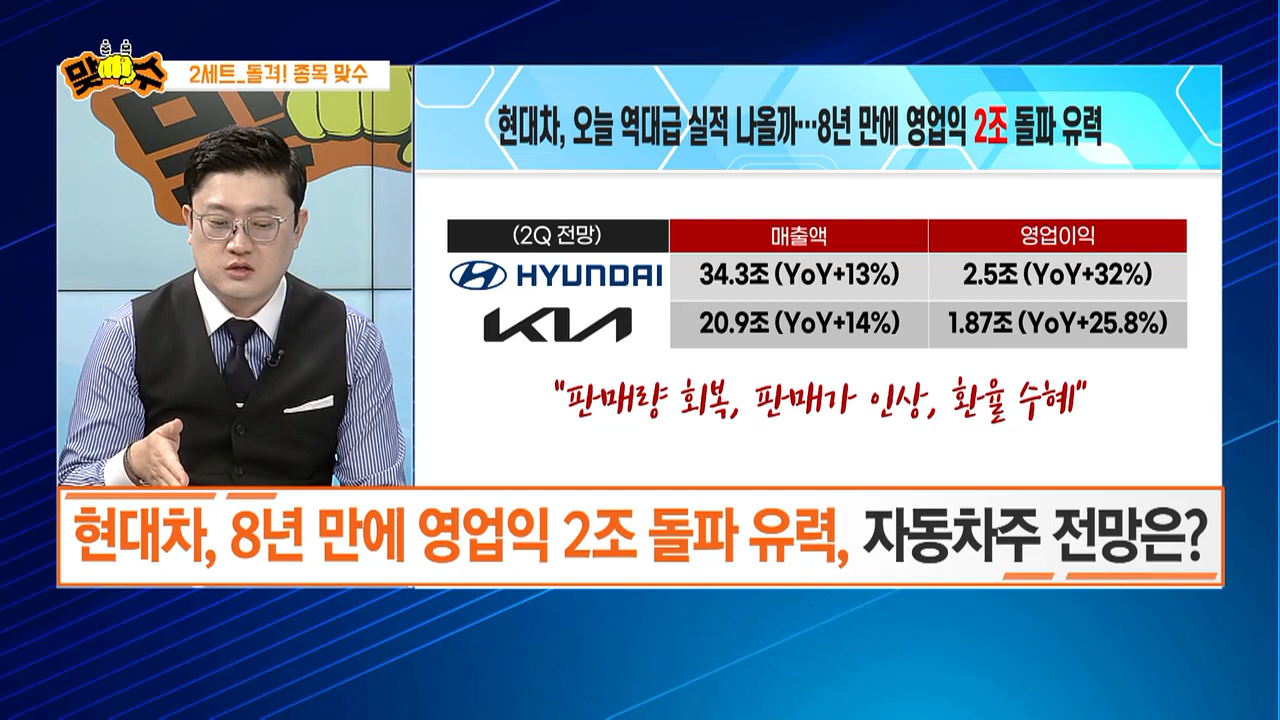 종목
맞수
2세트_돌격! 종목 맞수
현대차, 오늘 역대급 실적 나올까…8년 만에 영업익 2조 돌파 유력
(2Q 전망) 매출액 영업이익
HYUNDAI 34.3조 (YoY+13%) 2.5조 (YoY+32%)
KIA 20.9조 (YoY+14%) 1.87조 (YoY+25.8%)
"판매량 회복, 판매가 인상, 환율 수혜"
현대차, 8년 만에 영업익 2조 돌파 유력, 자동차주 전망은?